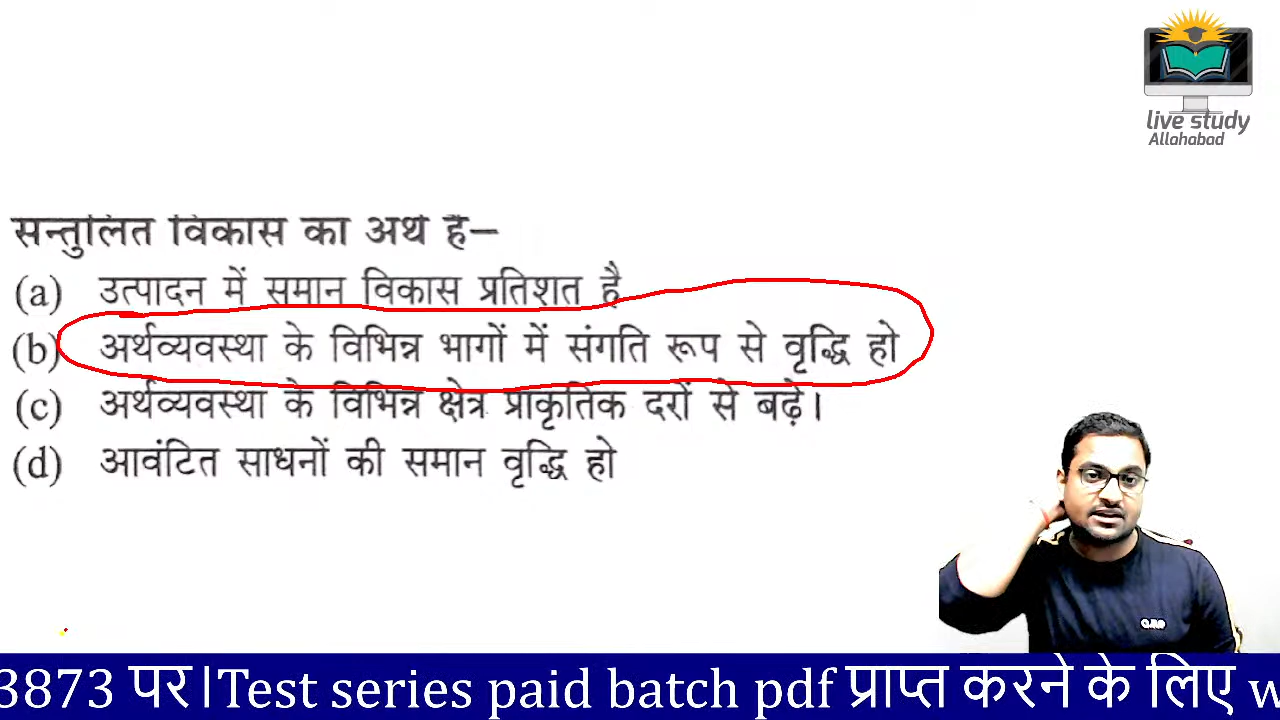 live study
Allahabad
सन्तुलित विकास का अर्थ है–
(a) उत्पादन में समान विकास प्रतिशत है
(b) अर्थव्यवस्था के विभिन्न भागों में संगति रूप से वृद्धि हो
(c) अर्थव्यवस्था के विभिन्न क्षेत्र प्राकृतिक दरों से बढ़े।
(d) आवंटित साधनों की समान वृद्धि हो
3873 पर।Test series paid batch pdf प्राप्त करने के लिए w